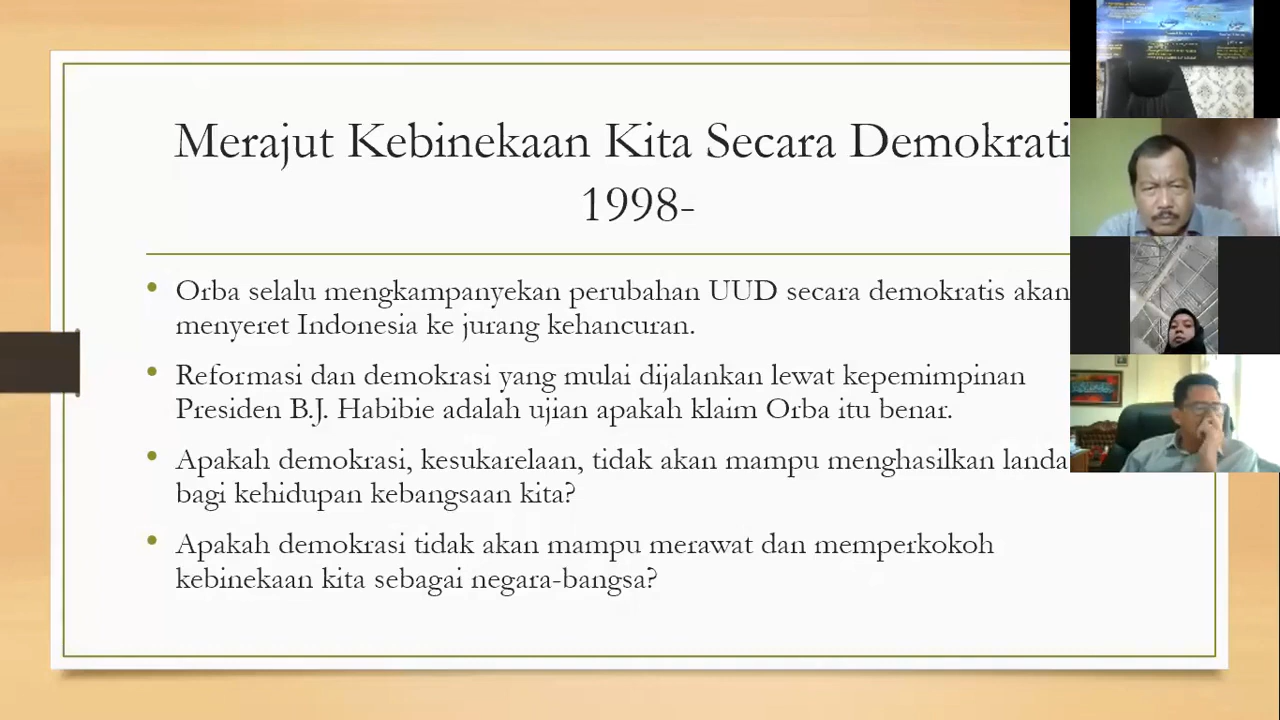 Merajut Kebinekaan Kita Secara Demokrati
1998-
• Orba selalu mengkampanyekan perubahan UUD secara demokratis akan
menyeret Indonesia ke jurang kehancuran.
• Reformasi dan demokrasi yang mulai dijalankan lewat kepemimpinan
Presiden B.J. Habibie adalah ujian apakah klaim Orba itu benar.
• Apakah demokrasi, kesukarelaan, tidak akan mampu menghasilkan landa
bagi kehidupan kebangsaan kita?
• Apakah demokrasi tidak akan mampu merawat dan memperkokoh
kebinekaan kita sebagai negara-bangsa?